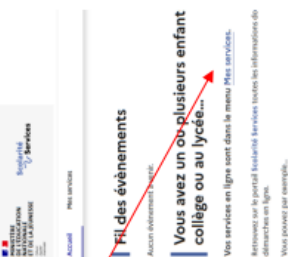 MINISTÈRE
DE L'ÉDUCATION
NATIONALE
ET DE LA JEUNESSE
Scolarité
Services
Accueil
Mes services
Fil des évènements
Aucun évènement à gérer.
Vous avez un ou plusieurs enfant
collège ou au lycée...
Vos services en ligne sont dans le menu Mes services.
Retrouvez sur le portail Scolarité Services toutes les informations do
démarches en ligne.
Vous pouvez par exemple...